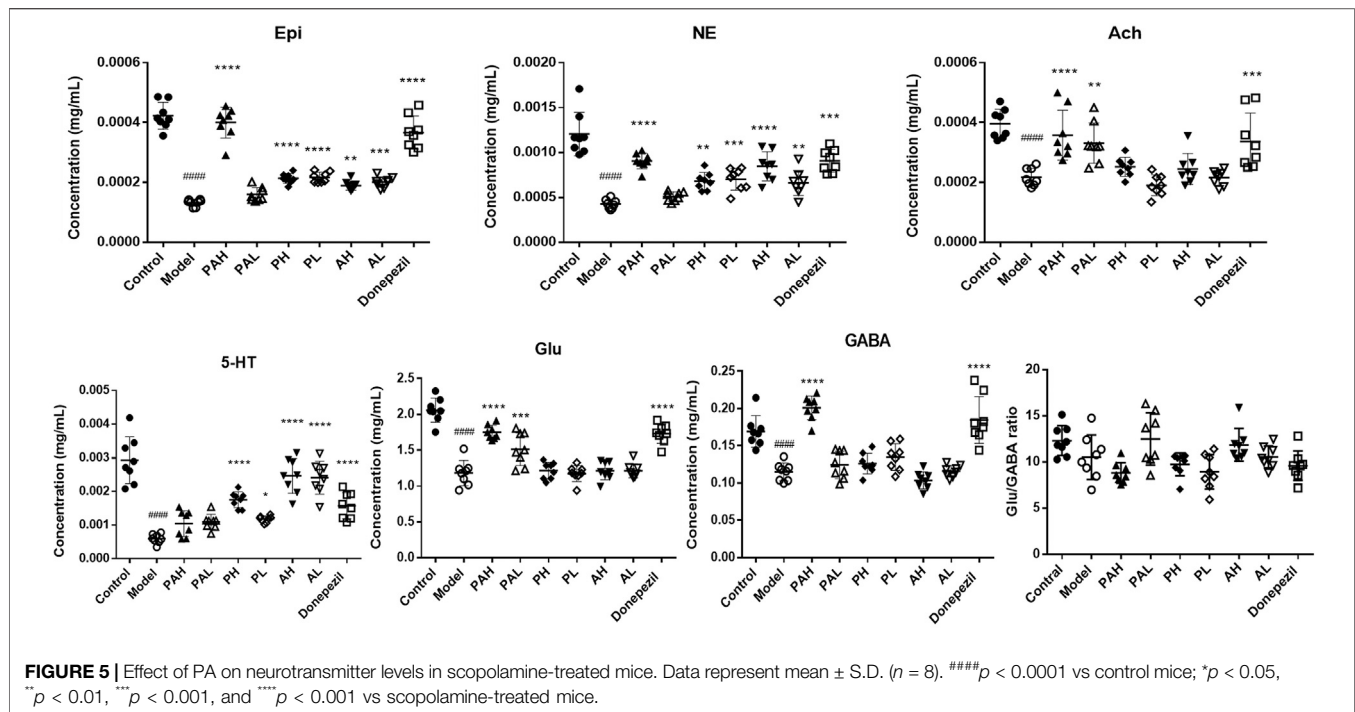 Epi
Concentration (mg/mL)
0.0006
0.0004
0.0002
0.0000
****
####
****
****
**
***
****
Control
Model
PAH
PAL
PH
PL
AH
AL
Donepezil
NE
Concentration (mg/mL)
0.0020
0.0015
0.0010
0.0005
0.0000
####
****
**
***
****
**
***
Control
Model
PAH
PAL
PH
PL
AH
AL
Donepezil
Ach
Concentration (mg/mL)
0.0006
0.0004
0.0002
0.0000
####
****
**
***
Control
Model
PAH
PAL
PH
PL
AH
AL
Donepezil
5-HT
Concentration (mg/mL)
0.005
0.004
0.003
0.002
0.001
0.000
####
****
*
****
****
****
Control
Model
PAH
PAL
PH
PL
AH
AL
Donepezil
Glu
Concentration (mg/mL)
2.5
2.0
1.5
1.0
0.5
0.0
####
****
***
****
Control
Model
PAH
PAL
PH
PL
AH
AL
Donepezil
GABA
Concentration (mg/mL)
0.25
0.20
0.15
0.10
0.05
0.00
####
****
****
Control
Model
PAH
PAL
PH
PL
AH
AL
Donepezil
Glu/GABA ratio
20
15
10
5
0
Control
Model
PAH
PAL
PH
PL
AH
AL
Donepezil
FIGURE 5 | Effect of PA on neurotransmitter levels in scopolamine-treated mice. Data represent mean ± S.D. (n = 8). ####p < 0.0001 vs control mice; *p < 0.05,
**p < 0.01, ***p < 0.001, and ****p < 0.001 vs scopolamine-treated mice.